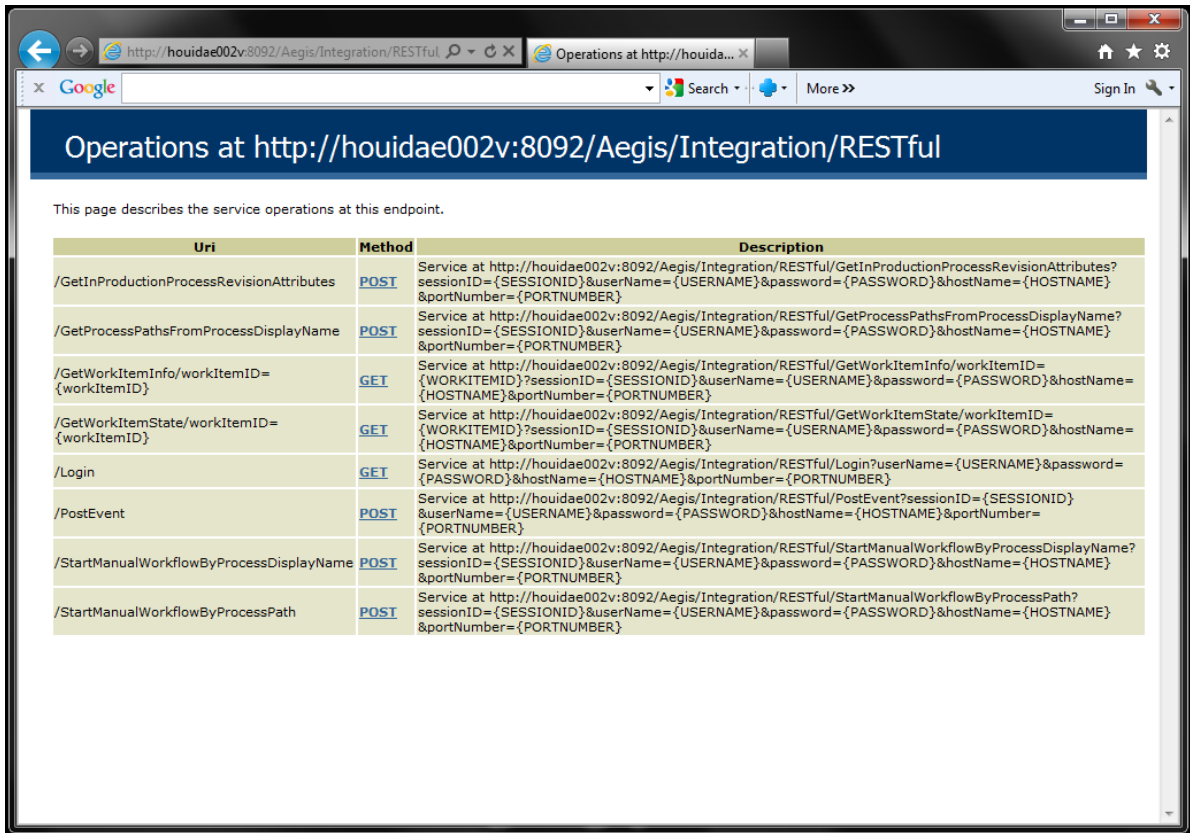 http://houidae002v:8092/Aegis/Integration/RESTful
Operations at http://houida...
Google
Search
More »
Sign In
Operations at http://houidae002v:8092/Aegis/Integration/RESTful
This page describes the service operations at this endpoint.
Uri Method Description
/GetInProductionProcessRevisionAttributes POST Service at http://houidae002v:8092/Aegis/Integration/RESTful/GetInProductionProcessRevisionAttributes?
sessionID={SESSIONID}&userName={USERNAME}&password={PASSWORD}&hostName={HOSTNAME}
&portNumber={PORTNUMBER}
/GetProcessPathsFromProcessDisplayName POST Service at http://houidae002v:8092/Aegis/Integration/RESTful/GetProcessPathsFromProcessDisplayName?
sessionID={SESSIONID}&userName={USERNAME}&password={PASSWORD}&hostName={HOSTNAME}
&portNumber={PORTNUMBER}
/GetWorkItemInfo/workItemID=
{workItemID}
GET
Service at http://houidae002v:8092/Aegis/Integration/RESTful/GetWorkItemInfo/workItemID=
{WORKITEMID}?sessionID={SESSIONID}&userName={USERNAME}&password={PASSWORD}&hostName=
{HOSTNAME}&portNumber={PORTNUMBER}
/GetWorkItemState/workItemID=
{workItemID}
GET
Service at http://houidae002v:8092/Aegis/Integration/RESTful/GetWorkItemState/workItemID=
{WORKITEMID}?sessionID={SESSIONID}&userName={USERNAME}&password={PASSWORD}&hostName=
{HOSTNAME}&portNumber={PORTNUMBER}
/Login GET Service at http://houidae002v:8092/Aegis/Integration/RESTful/Login?userName={USERNAME}&password=
{PASSWORD}&hostName={HOSTNAME}&portNumber={PORTNUMBER}
/PostEvent POST Service at http://houidae002v:8092/Aegis/Integration/RESTful/PostEvent?sessionID={SESSIONID}
&userName={USERNAME}&password={PASSWORD}&hostName={HOSTNAME}&portNumber=
{PORTNUMBER}
/StartManualWorkflowByProcessDisplayName POST Service at http://houidae002v:8092/Aegis/Integration/RESTful/StartManualWorkflowByProcessDisplayName?
sessionID={SESSIONID}&userName={USERNAME}&password={PASSWORD}&hostName={HOSTNAME}
&portNumber={PORTNUMBER}
/StartManualWorkflowByProcessPath POST Service at http://houidae002v:8092/Aegis/Integration/RESTful/StartManualWorkflowByProcessPath?
sessionID={SESSIONID}&userName={USERNAME}&password={PASSWORD}&hostName={HOSTNAME}
&portNumber={PORTNUMBER}